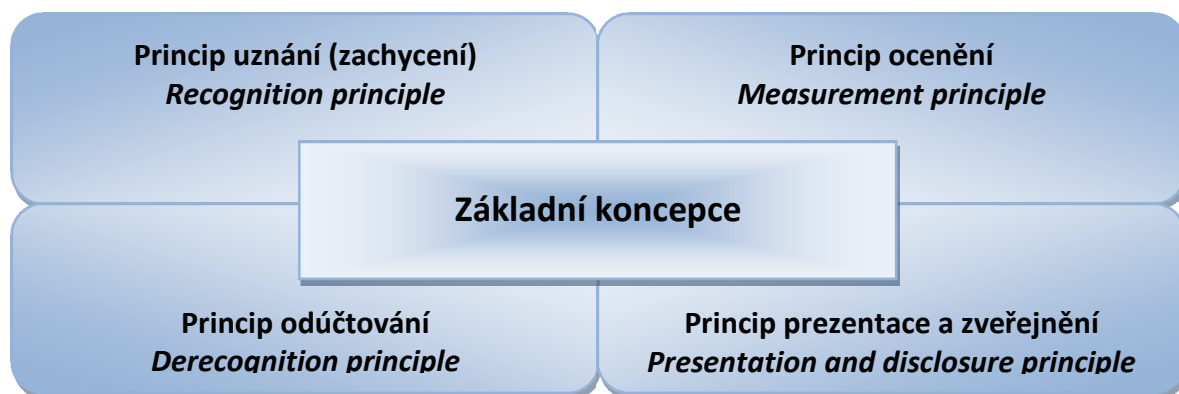 Princip uznání (zachycení)
Recognition principle
Princip ocenění
Measurement principle
Základní koncepce
Princip odúčtování
Derecognition principle
Princip prezentace a zveřejnění
Presentation and disclosure principle